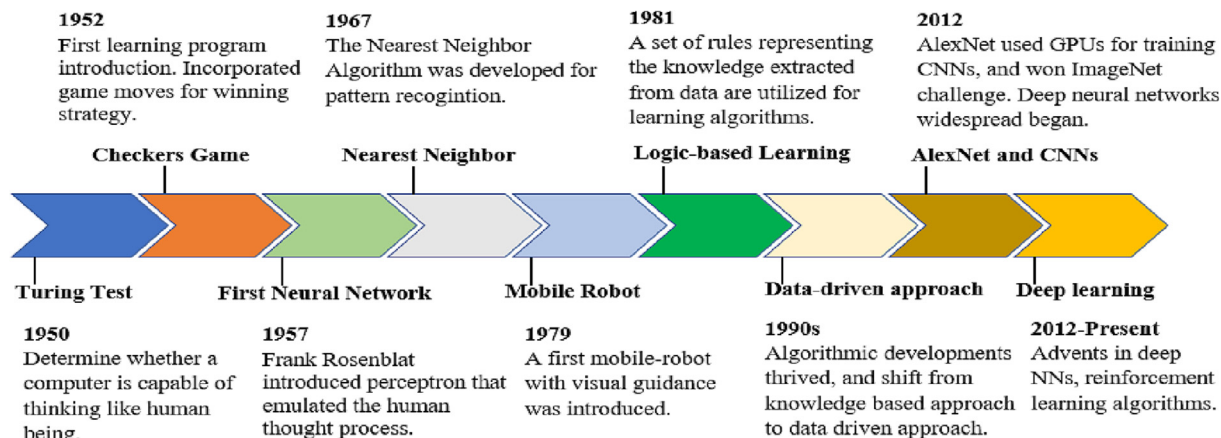 1952
First learning program
introduction. Incorporated
game moves for winning
strategy.
1967
The Nearest Neighbor
Algorithm was developed for
pattern recogintion.
1981
A set of rules representing
the knowledge extracted
from data are utilized for
learning algorithms.
2012
AlexNet used GPUs for training
CNNs, and won ImageNet
challenge. Deep neural networks
widespread began.
Checkers Game
Nearest Neighbor
Logic-based Learning
AlexNet and CNNs
Turing Test
First Neural Network
Mobile Robot
Data-driven approach
Deep learning
1950
Determine whether a
computer is capable of
thinking like human
being.
1957
Frank Rosenblat
introduced perceptron that
emulated the human
thought process.
1979
A first mobile-robot
with visual guidance
was introduced.
1990s
Algorithmic developments
thrived, and shift from
knowledge based approach
to data driven approach.
2012-Present
Advents in deep
NNs, reinforcement
learning algorithms.